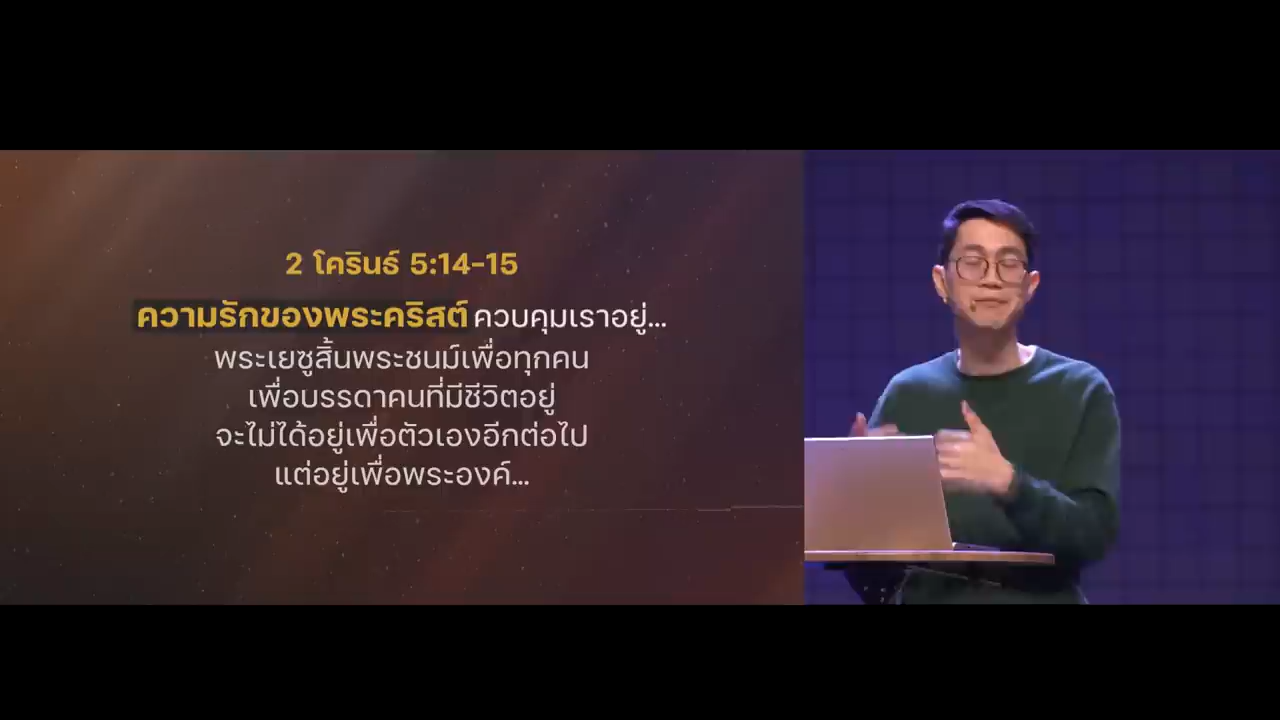 2 โครินธ์ 5:14-15
ความรักของพระคริสต์ ควบคุมเราอยู่...
พระเยซูสิ้นพระชนม์เพื่อทุกคน
เพื่อบรรดาคนที่มีชีวิตอยู่
จะไม่ได้อยู่เพื่อตัวเองอีกต่อไป
แต่อยู่เพื่อพระองค์...